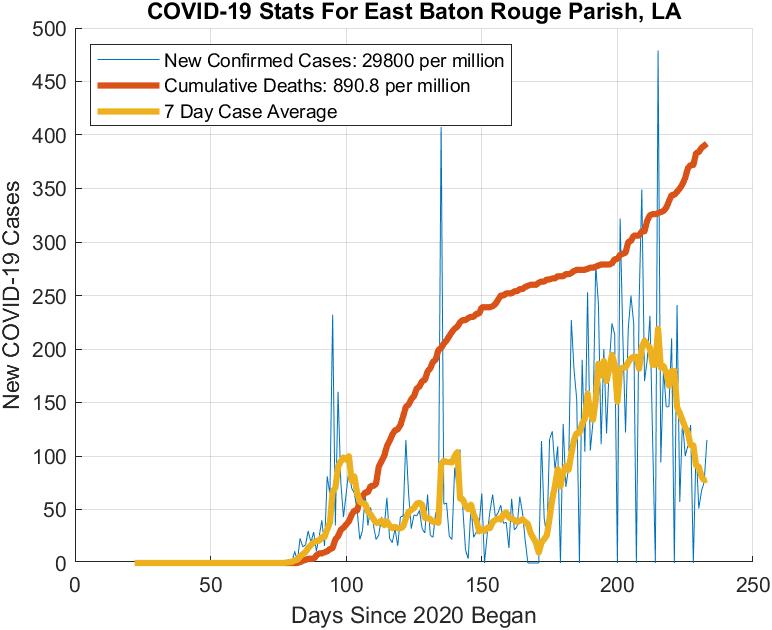 COVID-19 Stats For East Baton Rouge Parish, LA
New Confirmed Cases: 29800 per million
Cumulative Deaths: 890.8 per million
7 Day Case Average
New COVID-19 Cases
500
450
400
350
300
250
200
150
100
50
0
0 50 100 150 200 250
Days Since 2020 Began